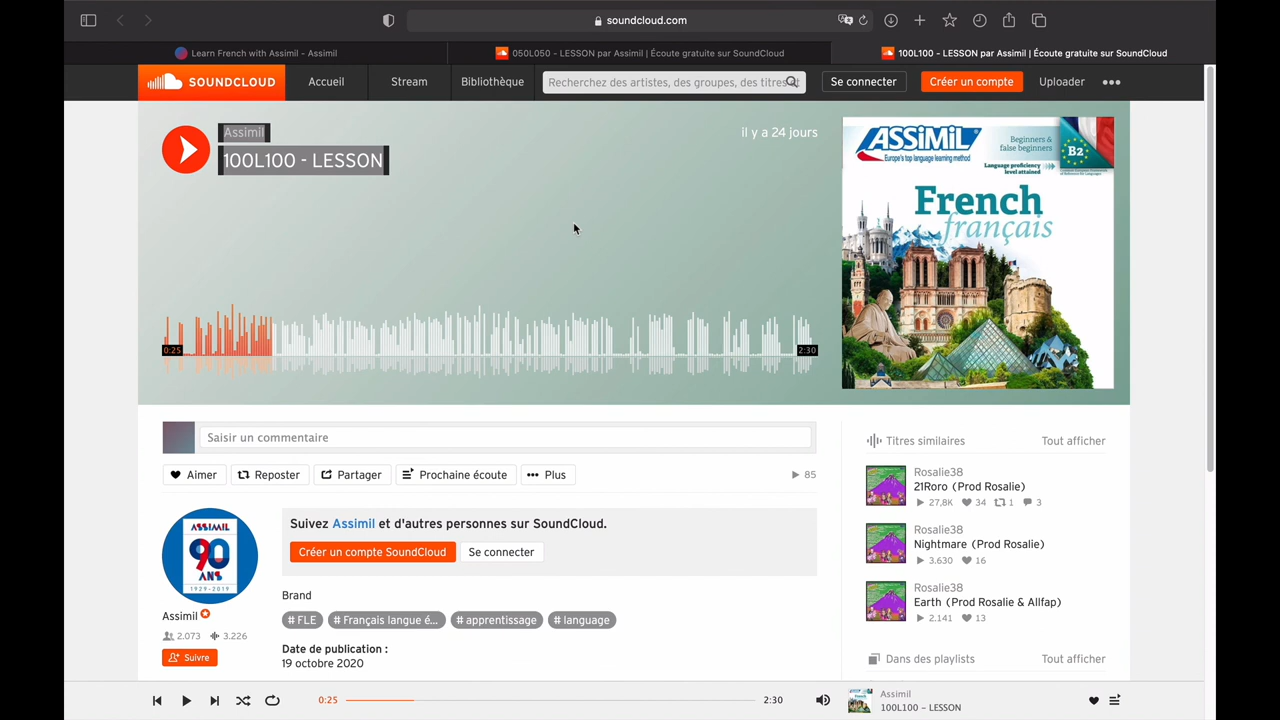 soundcloud.com
Learn French with Assimil - Assimil
050L050 - LESSON par Assimil | Écoute gratuite sur SoundCloud
100L100 - LESSON par Assimil | Écoute gratuite sur SoundCloud
SOUNDCLOUD
Accueil
Stream
Bibliothèque
Recherchez des artistes, des groupes, des titres
Se connecter
Créer un compte
Uploader
Assimil
100L100 - LESSON
il y a 24 jours
0:25
2:30
ASSiMiL
Europe's top language learning method
Beginners &
false beginners
Language proficiency
level attained
B2
French
français
Saisir un commentaire
Aimer
Reposter
Partager
Prochaine écoute
Plus
85
Suivez Assimil et d'autres personnes sur SoundCloud.
Créer un compte SoundCloud
Se connecter
ASSIMIL
90
ANS
1929-2019
Assimil
2.073
3.226
Suivre
Brand
# FLE
# Français langue é...
# apprentissage
# language
Date de publication :
19 octobre 2020
Titres similaires
Tout afficher
Rosalie38
21Roro (Prod Rosalie)
27,8K
34
1
3
Rosalie38
Nightmare (Prod Rosalie)
3.630
16
Rosalie38
Earth (Prod Rosalie & Allfap)
2.141
13
Dans des playlists
Tout afficher
0:25
2:30
Assimil
100L100 - LESSON